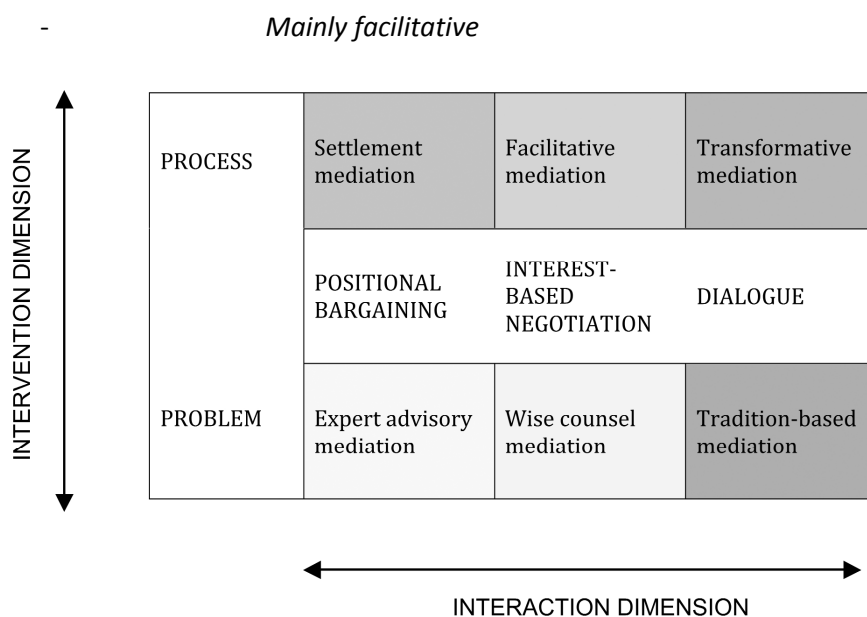 - Mainly facilitative
INTERVENTION DIMENSION
PROCESS
Settlement
mediation
Facilitative
mediation
Transformative
mediation
POSITIONAL
BARGAINING
INTEREST-
BASED
NEGOTIATION
DIALOGUE
PROBLEM
Expert advisory
mediation
Wise counsel
mediation
Tradition-based
mediation
INTERACTION DIMENSION